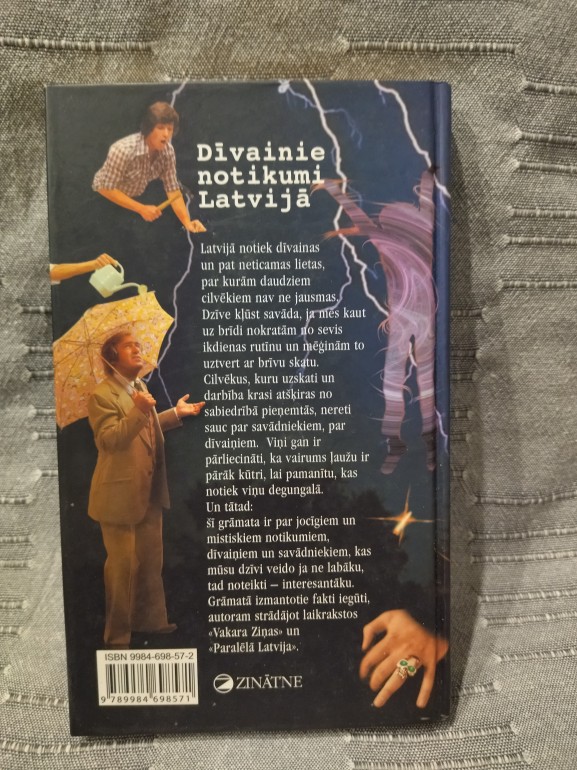 Dīvainie
notikumi
Latvijā
Latvijā notiek dīvainas
un pat neticamas lietas,
par kurām daudziem
cilvēkiem nav ne jausmas.
Dzīve kļūst savāda, ja mēs kaut
uz brīdi nokratām no sevis
ikdienas rutīnu un mēģinām to
uztvert ar brīvu skatu.
Cilvēkus, kuru uzskati un
darbība krasi atšķiras no
sabiedrībā pieņemtās, nereti
sauc par savādniekiem, par
dīvaiņiem. Viņi gan ir
pārliecināti, ka vairums ļaužu ir
pārāk kūtri, lai pamanītu, kas
notiek viņu degungalā.
Un tātad:
šī grāmata ir par jocīgiem un
mistiskiem notikumiem,
dīvaiņiem un savādniekiem, kas
mūsu dzīvi veido ja ne labāku,
tad noteikti – interesantāku.
Grāmatā izmantotie fakti iegūti,
autoram strādājot laikrakstos
«Vakara Ziņas» un
«Paralēlā Latvija».
ISBN 9984-698-57-2
9 789984 698571
ZINĀTNE